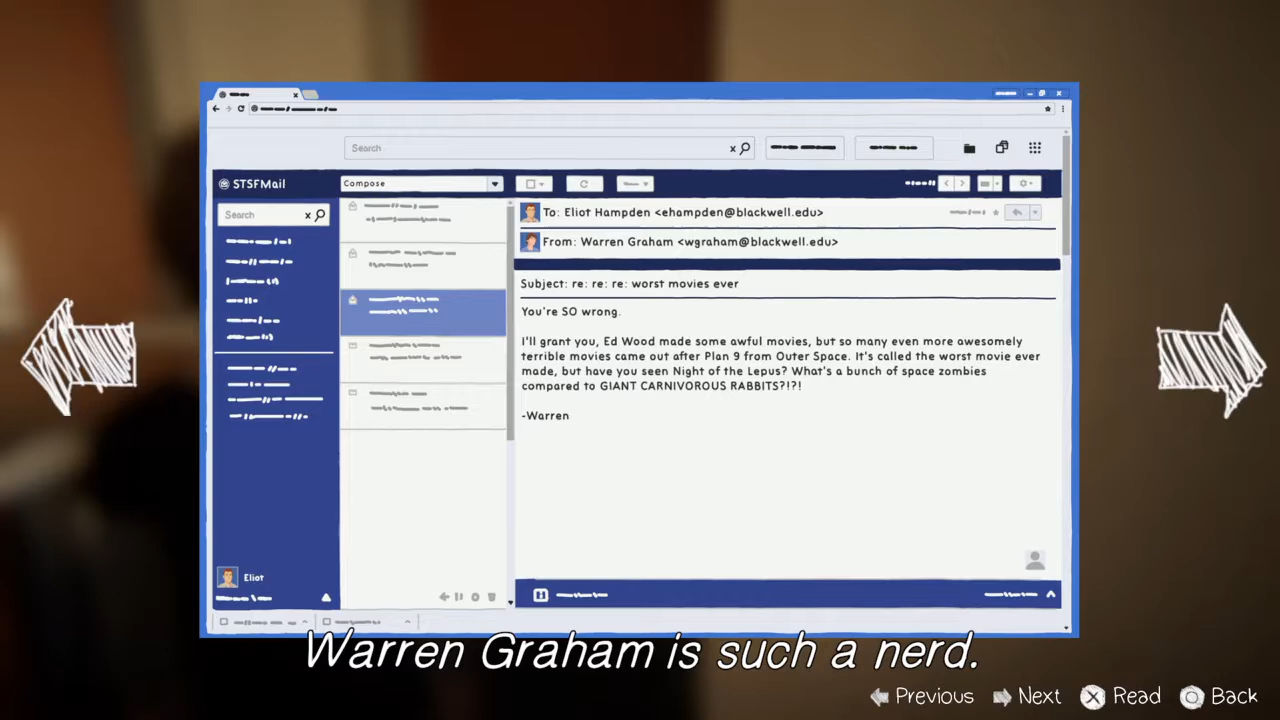 Search
STSFMail
Compose
Search
To: Eliot Hampden <ehampden@blackwell.edu>
From: Warren Graham <wgraham@blackwell.edu>
Subject: re: re: re: worst movies ever
You're SO wrong.
I'll grant you, Ed Wood made some awful movies, but so many even more awesomely
terrible movies came out after Plan 9 from Outer Space. It's called the worst movie ever
made, but have you seen Night of the Lepus? What's a bunch of space zombies
compared to GIANT CARNIVOROUS RABBITS?!?!
-Warren
Eliot
Warren Graham is such a nerd.
Previous Next Read Back